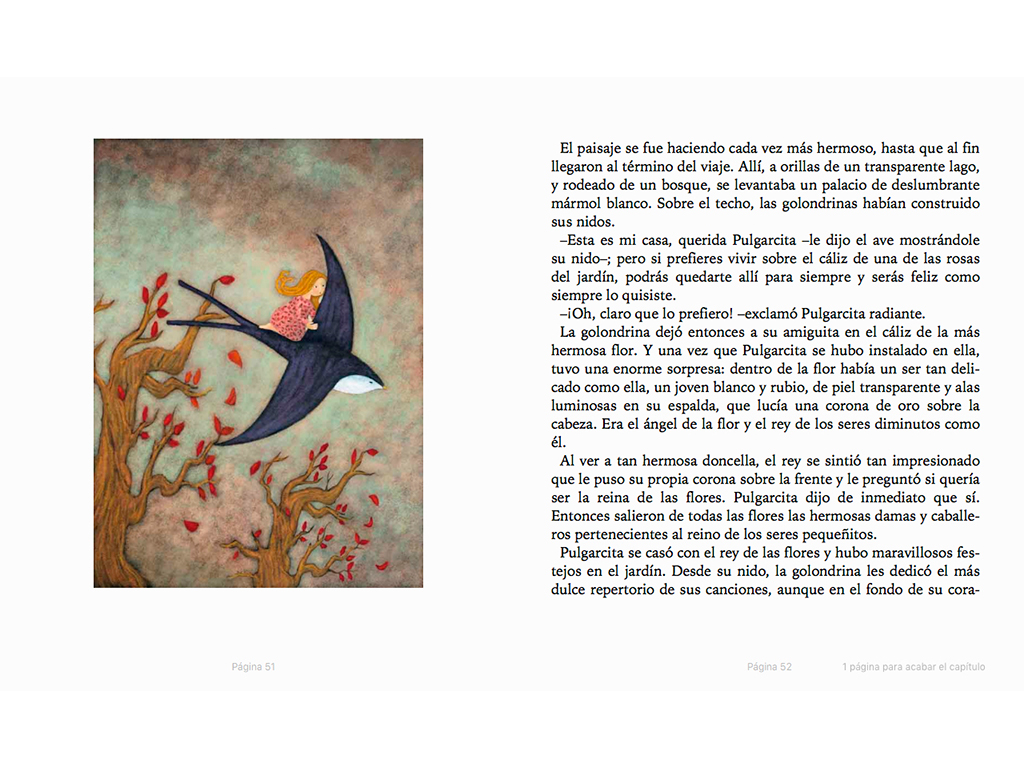 El paisaje se fue haciendo cada vez más hermoso, hasta que al fin
llegaron al término del viaje. Allí, a orillas de un transparente lago,
y rodeado de un bosque, se levantaba un palacio de deslumbrante
mármol blanco. Sobre el techo, las golondrinas habían construido
sus nidos.
–Esta es mi casa, querida Pulgarcita –le dijo el ave mostrándole
su nido–; pero si prefieres vivir sobre el cáliz de una de las rosas
del jardín, podrás quedarte allí para siempre y serás feliz como
siempre lo quisiste.
–¡Oh, claro que lo prefiero! –exclamó Pulgarcita radiante.
La golondrina dejó entonces a su amiguita en el cáliz de la más
hermosa flor. Y una vez que Pulgarcita se hubo instalado en ella,
tuvo una enorme sorpresa: dentro de la flor había un ser tan deli-
cado como ella, un joven blanco y rubio, de piel transparente y alas
luminosas en su espalda, que lucía una corona de oro sobre la
cabeza. Era el ángel de la flor y el rey de los seres diminutos como
él.
Al ver a tan hermosa doncella, el rey se sintió tan impresionado
que le puso su propia corona sobre la frente y le preguntó si quería
ser la reina de las flores. Pulgarcita dijo de inmediato que sí.
Entonces salieron de todas las flores las hermosas damas y caballe-
ros pertenecientes al reino de los seres pequeñitos.
Pulgarcita se casó con el rey de las flores y hubo maravillosos fes-
tejos en el jardín. Desde su nido, la golondrina les dedicó el más
dulce repertorio de sus canciones, aunque en el fondo de su cora-
Página 51
Página 52
1 página para acabar el capítulo